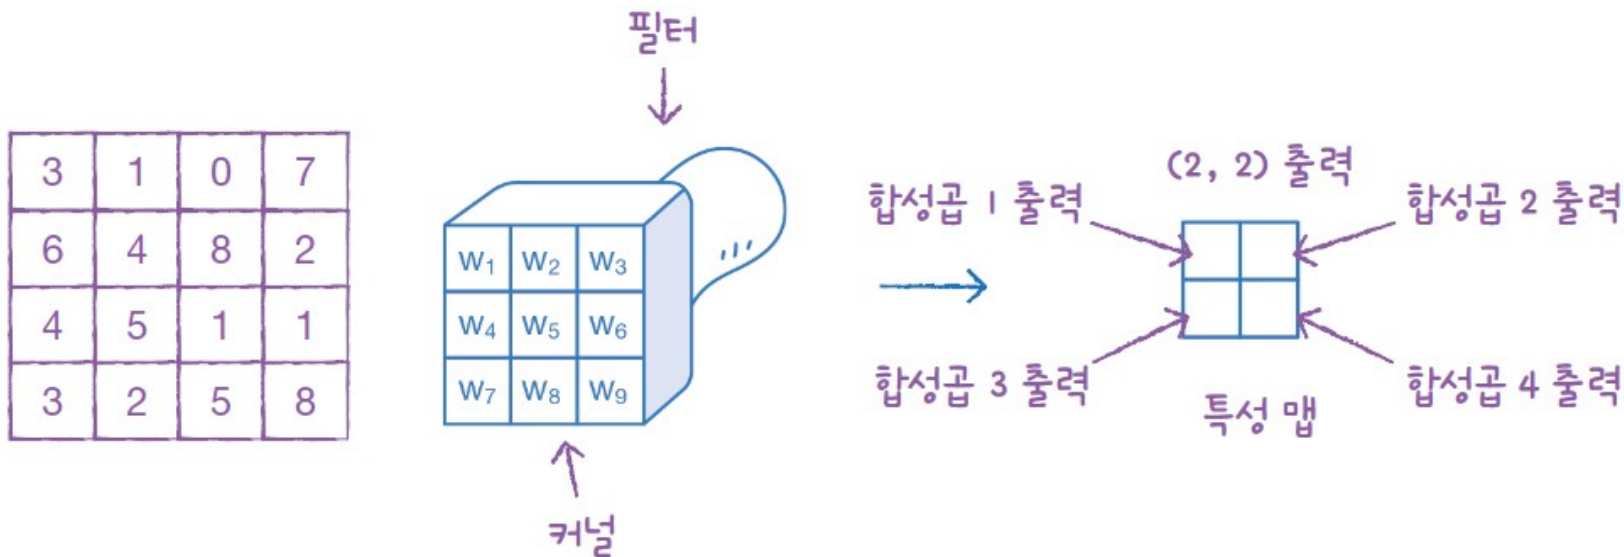 필터
3 1 0 7
6 4 8 2
4 5 1 1
3 2 5 8
W₁ W₂ W₃
W₄ W₅ W₆
W₇ W₈ W₉
커널
(2, 2) 출력
합성곱 1 출력
합성곱 2 출력
합성곱 3 출력
합성곱 4 출력
특성 맵